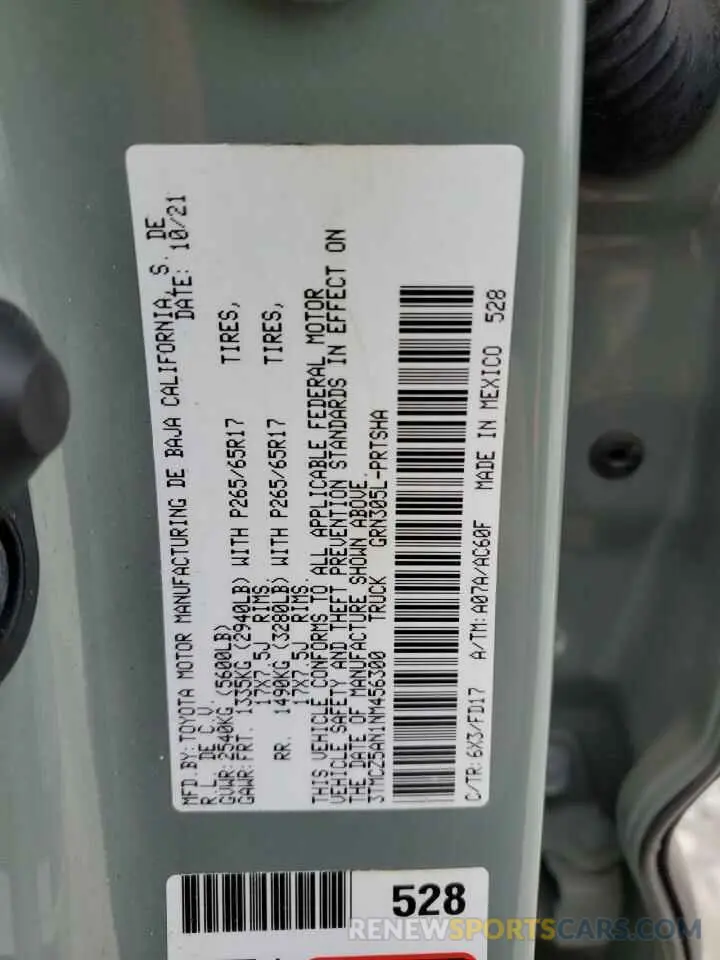 MFD.BY: TOYOTA MOTOR MANUFACTURING DE BAJA CALIFORNIA, S. DE
R.L. DE C.V. DATE: 10/21
GVWR: 2540KG (5600LB)
GAWR: FRT. 1335KG (2940LB) WITH P265/65R17 TIRES,
17X7.5J RIMS
RR. 1490KG (3280LB) WITH P265/65R17 TIRES,
17X7.5J RIMS.
THIS VEHICLE CONFORMS TO ALL APPLICABLE FEDERAL MOTOR
VEHICLE SAFETY AND THEFT PREVENTION STANDARDS IN EFFECT ON
THE DATE OF MANUFACTURE SHOWN ABOVE.
3TMCZ5AN1NM456300 TRUCK GRN305L-PRTSHA
C/TR: 6X3/FD17 A/TM: A07A/AC60F MADE IN MEXICO 528
528
RENEWSPORTSCARS.COM